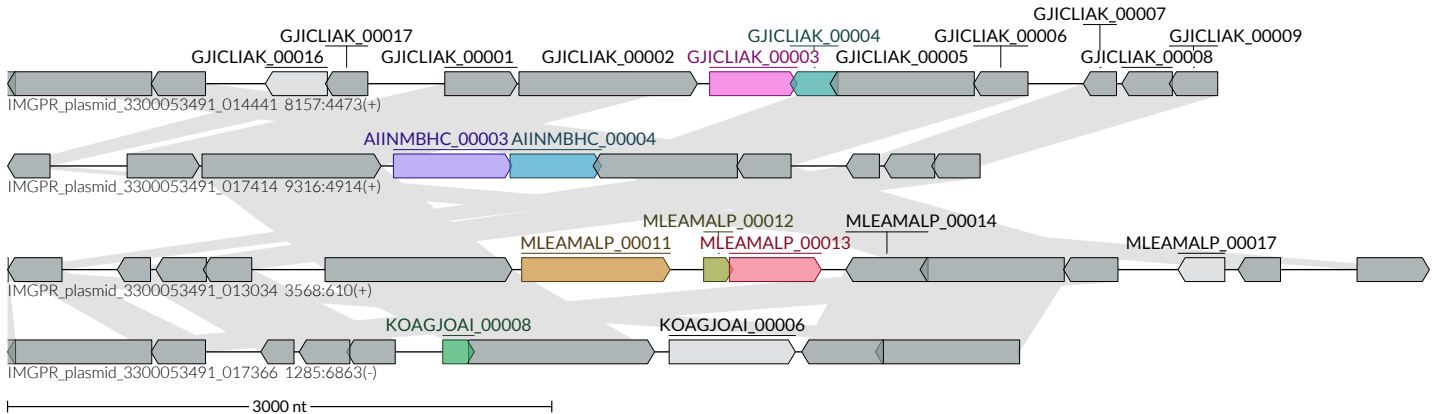 GJICLIAK_00007
GJICLIAK_00017 GJICLIAK_00004 GJICLIAK_00006 GJICLIAK_00009
GJICLIAK_00016 GJICLIAK_00001 GJICLIAK_00002 GJICLIAK_00003 GJICLIAK_00005 GJICLIAK_00008
IMGPR_plasmid_3300053491_014441 8157:4473(+)
AIINMBHC_00003 AIINMBHC_00004
IMGPR_plasmid_3300053491_017414 9316:4914(+)
MLEAMALP_00012 MLEAMALP_00014
MLEAMALP_00011 MLEAMALP_00013 MLEAMALP_00017
IMGPR_plasmid_3300053491_013034 3568:610(+)
KOAGJOAI_00008 KOAGJOAI_00006
IMGPR_plasmid_3300053491_017366 1285:6863(-)
3000 nt